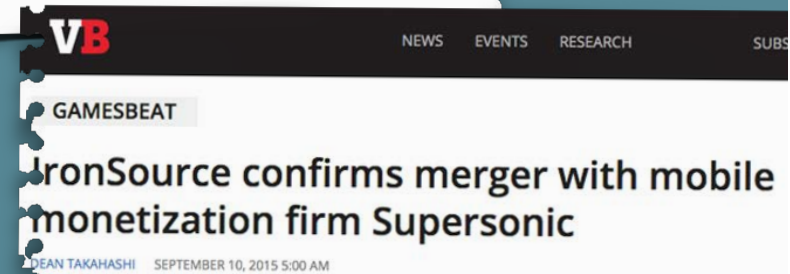 VB
NEWS EVENTS RESEARCH SUBS
GAMESBEAT
IronSource confirms merger with mobile
monetization firm Supersonic
DEAN TAKAHASHI SEPTEMBER 10, 2015 5:00 AM